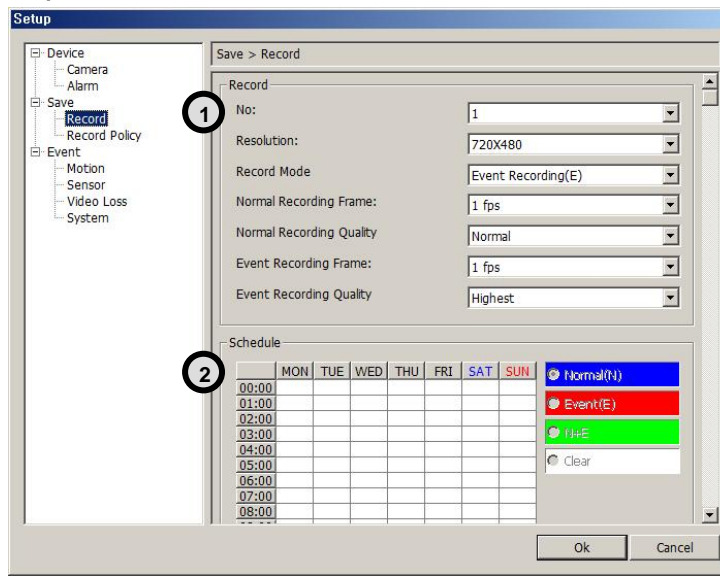 Setup
Device
Camera
Alarm
Save
Record
Record Policy
Event
Motion
Sensor
Video Loss
System
Save > Record
Record
1
No: 1
Resolution: 720X480
Record Mode Event Recording(E)
Normal Recording Frame: 1 fps
Normal Recording Quality Normal
Event Recording Frame: 1 fps
Event Recording Quality Highest
Schedule
2
MON TUE WED THU FRI SAT SUN
00:00
01:00
02:00
03:00
04:00
05:00
06:00
07:00
08:00
Normal(N)
Event(E)
N+E
Clear
Ok Cancel